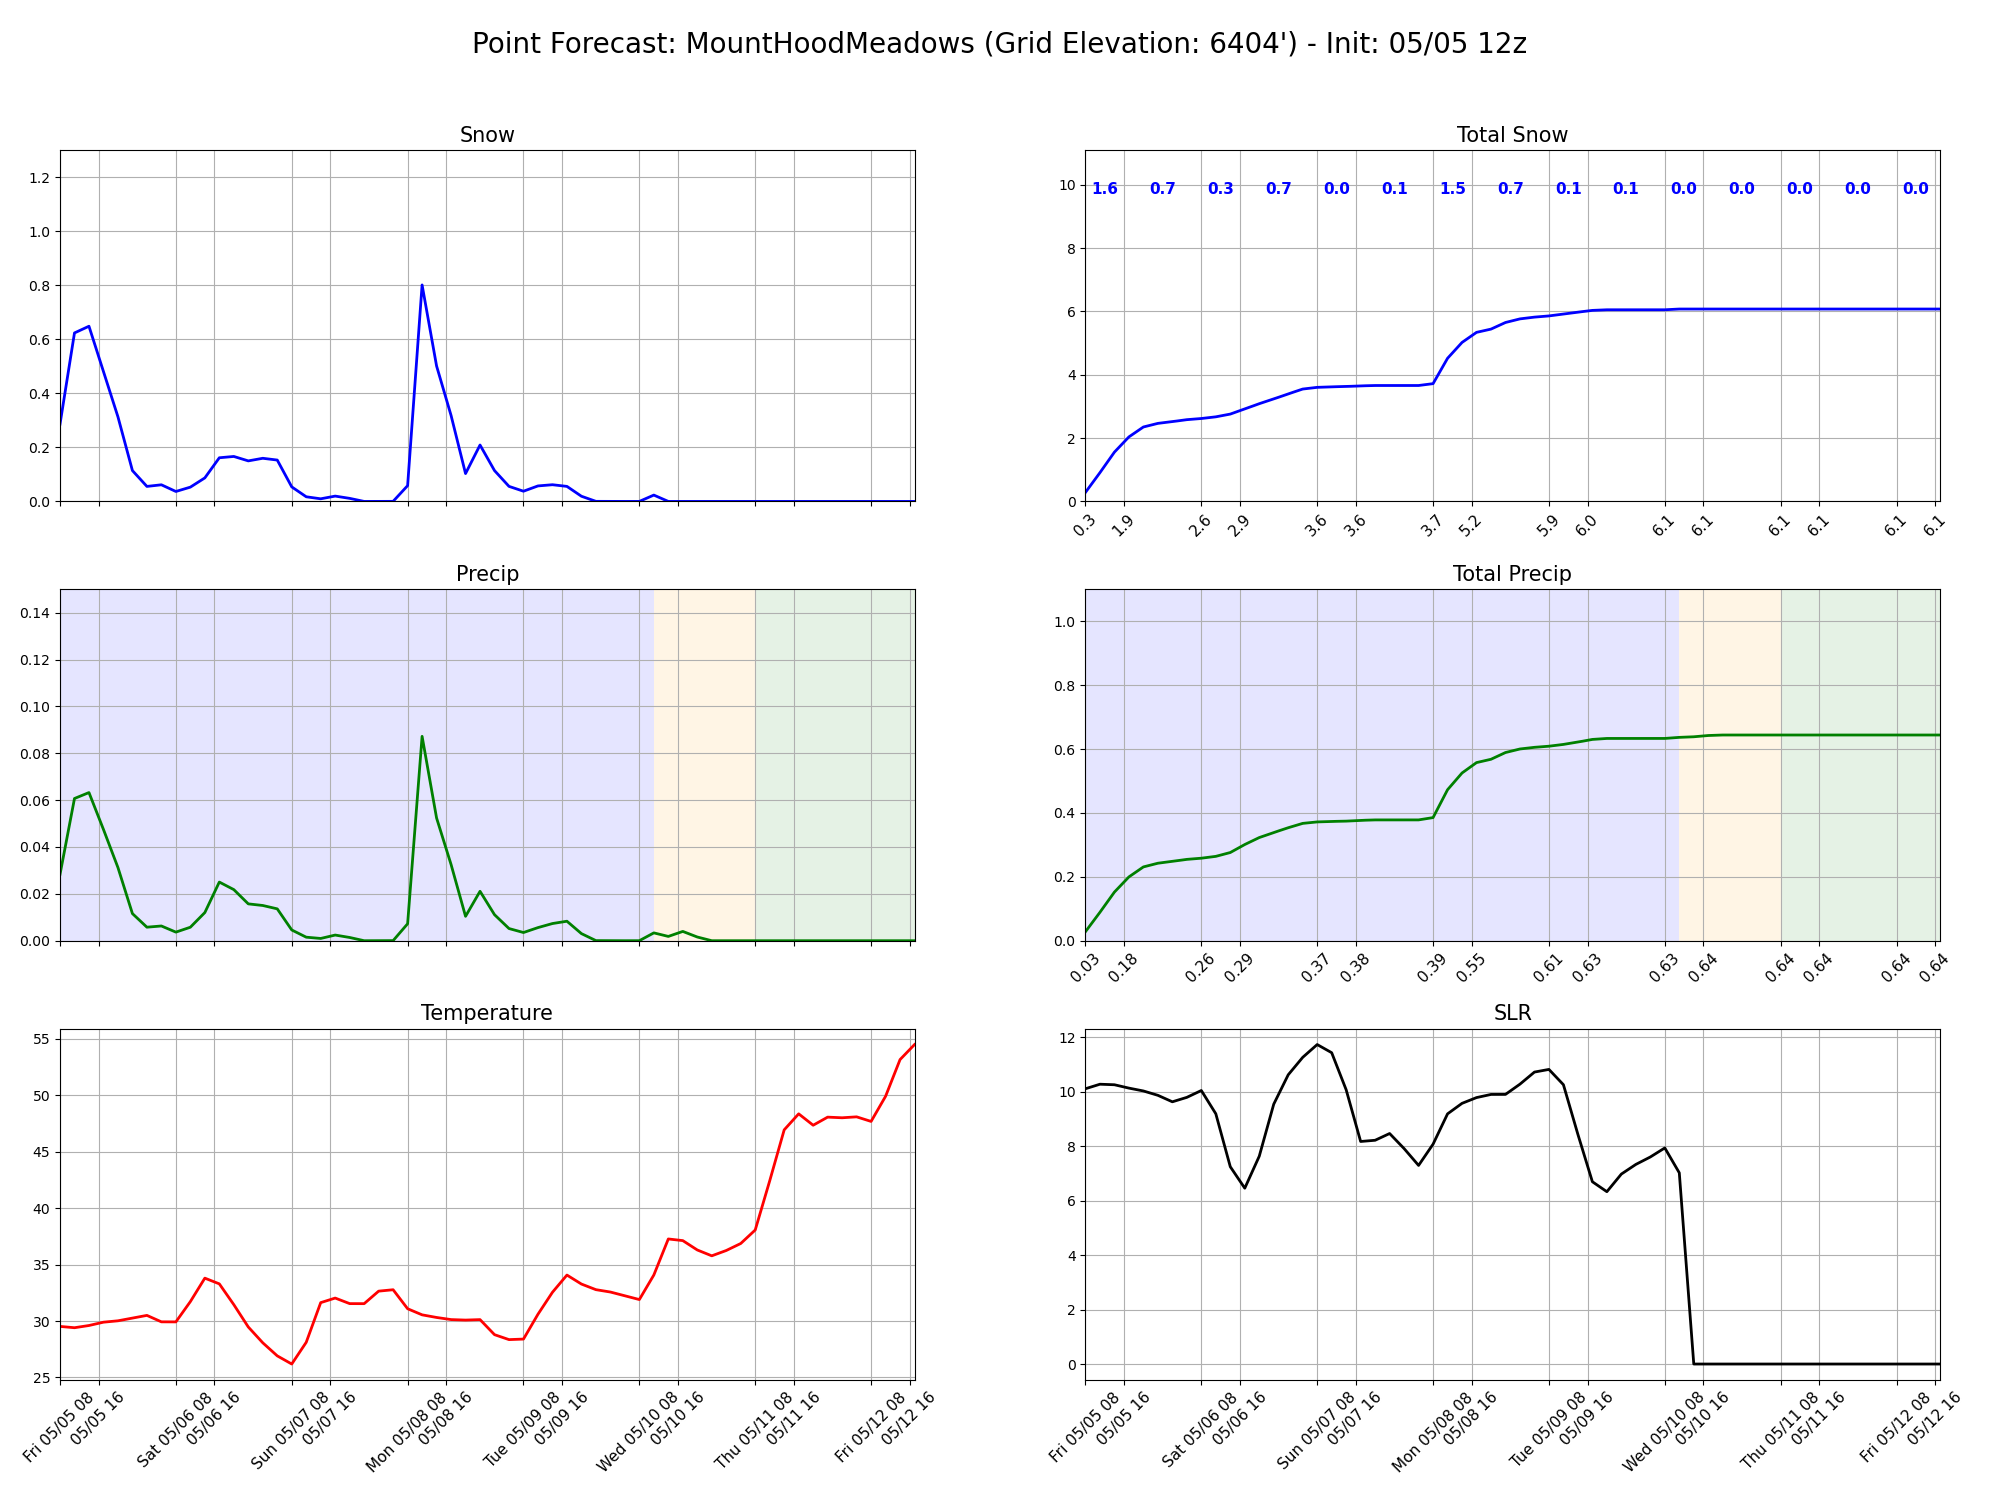 Point Forecast: MountHoodMeadows (Grid Elevation: 6404') - Init: 05/05 12z
Snow
1.2
1.0
0.8
0.6
0.4
0.2
0.0
Total Snow
10
8
6
4
2
0
1.6 0.7 0.3 0.7 0.0 0.1 1.5 0.7 0.1 0.1 0.0 0.0 0.0 0.0 0.0
0.3 1.9 2.6 2.9 3.6 3.6 3.7 5.2 5.9 6.0 6.1 6.1 6.1 6.1 6.1 6.1
Precip
0.14
0.12
0.10
0.08
0.06
0.04
0.02
0.00
Total Precip
1.0
0.8
0.6
0.4
0.2
0.0
0.03 0.18 0.26 0.29 0.37 0.38 0.39 0.55 0.61 0.63 0.63 0.64 0.64 0.64 0.64 0.64
Temperature
55
50
45
40
35
30
25
Fri 05/05 08
05/05 16
Sat 05/06 08
05/06 16
Sun 05/07 08
05/07 16
Mon 05/08 08
05/08 16
Tue 05/09 08
05/09 16
Wed 05/10 08
05/10 16
Thu 05/11 08
05/11 16
Fri 05/12 08
05/12 16
SLR
12
10
8
6
4
2
0
Fri 05/05 08
05/05 16
Sat 05/06 08
05/06 16
Sun 05/07 08
05/07 16
Mon 05/08 08
05/08 16
Tue 05/09 08
05/09 16
Wed 05/10 08
05/10 16
Thu 05/11 08
05/11 16
Fri 05/12 08
05/12 16